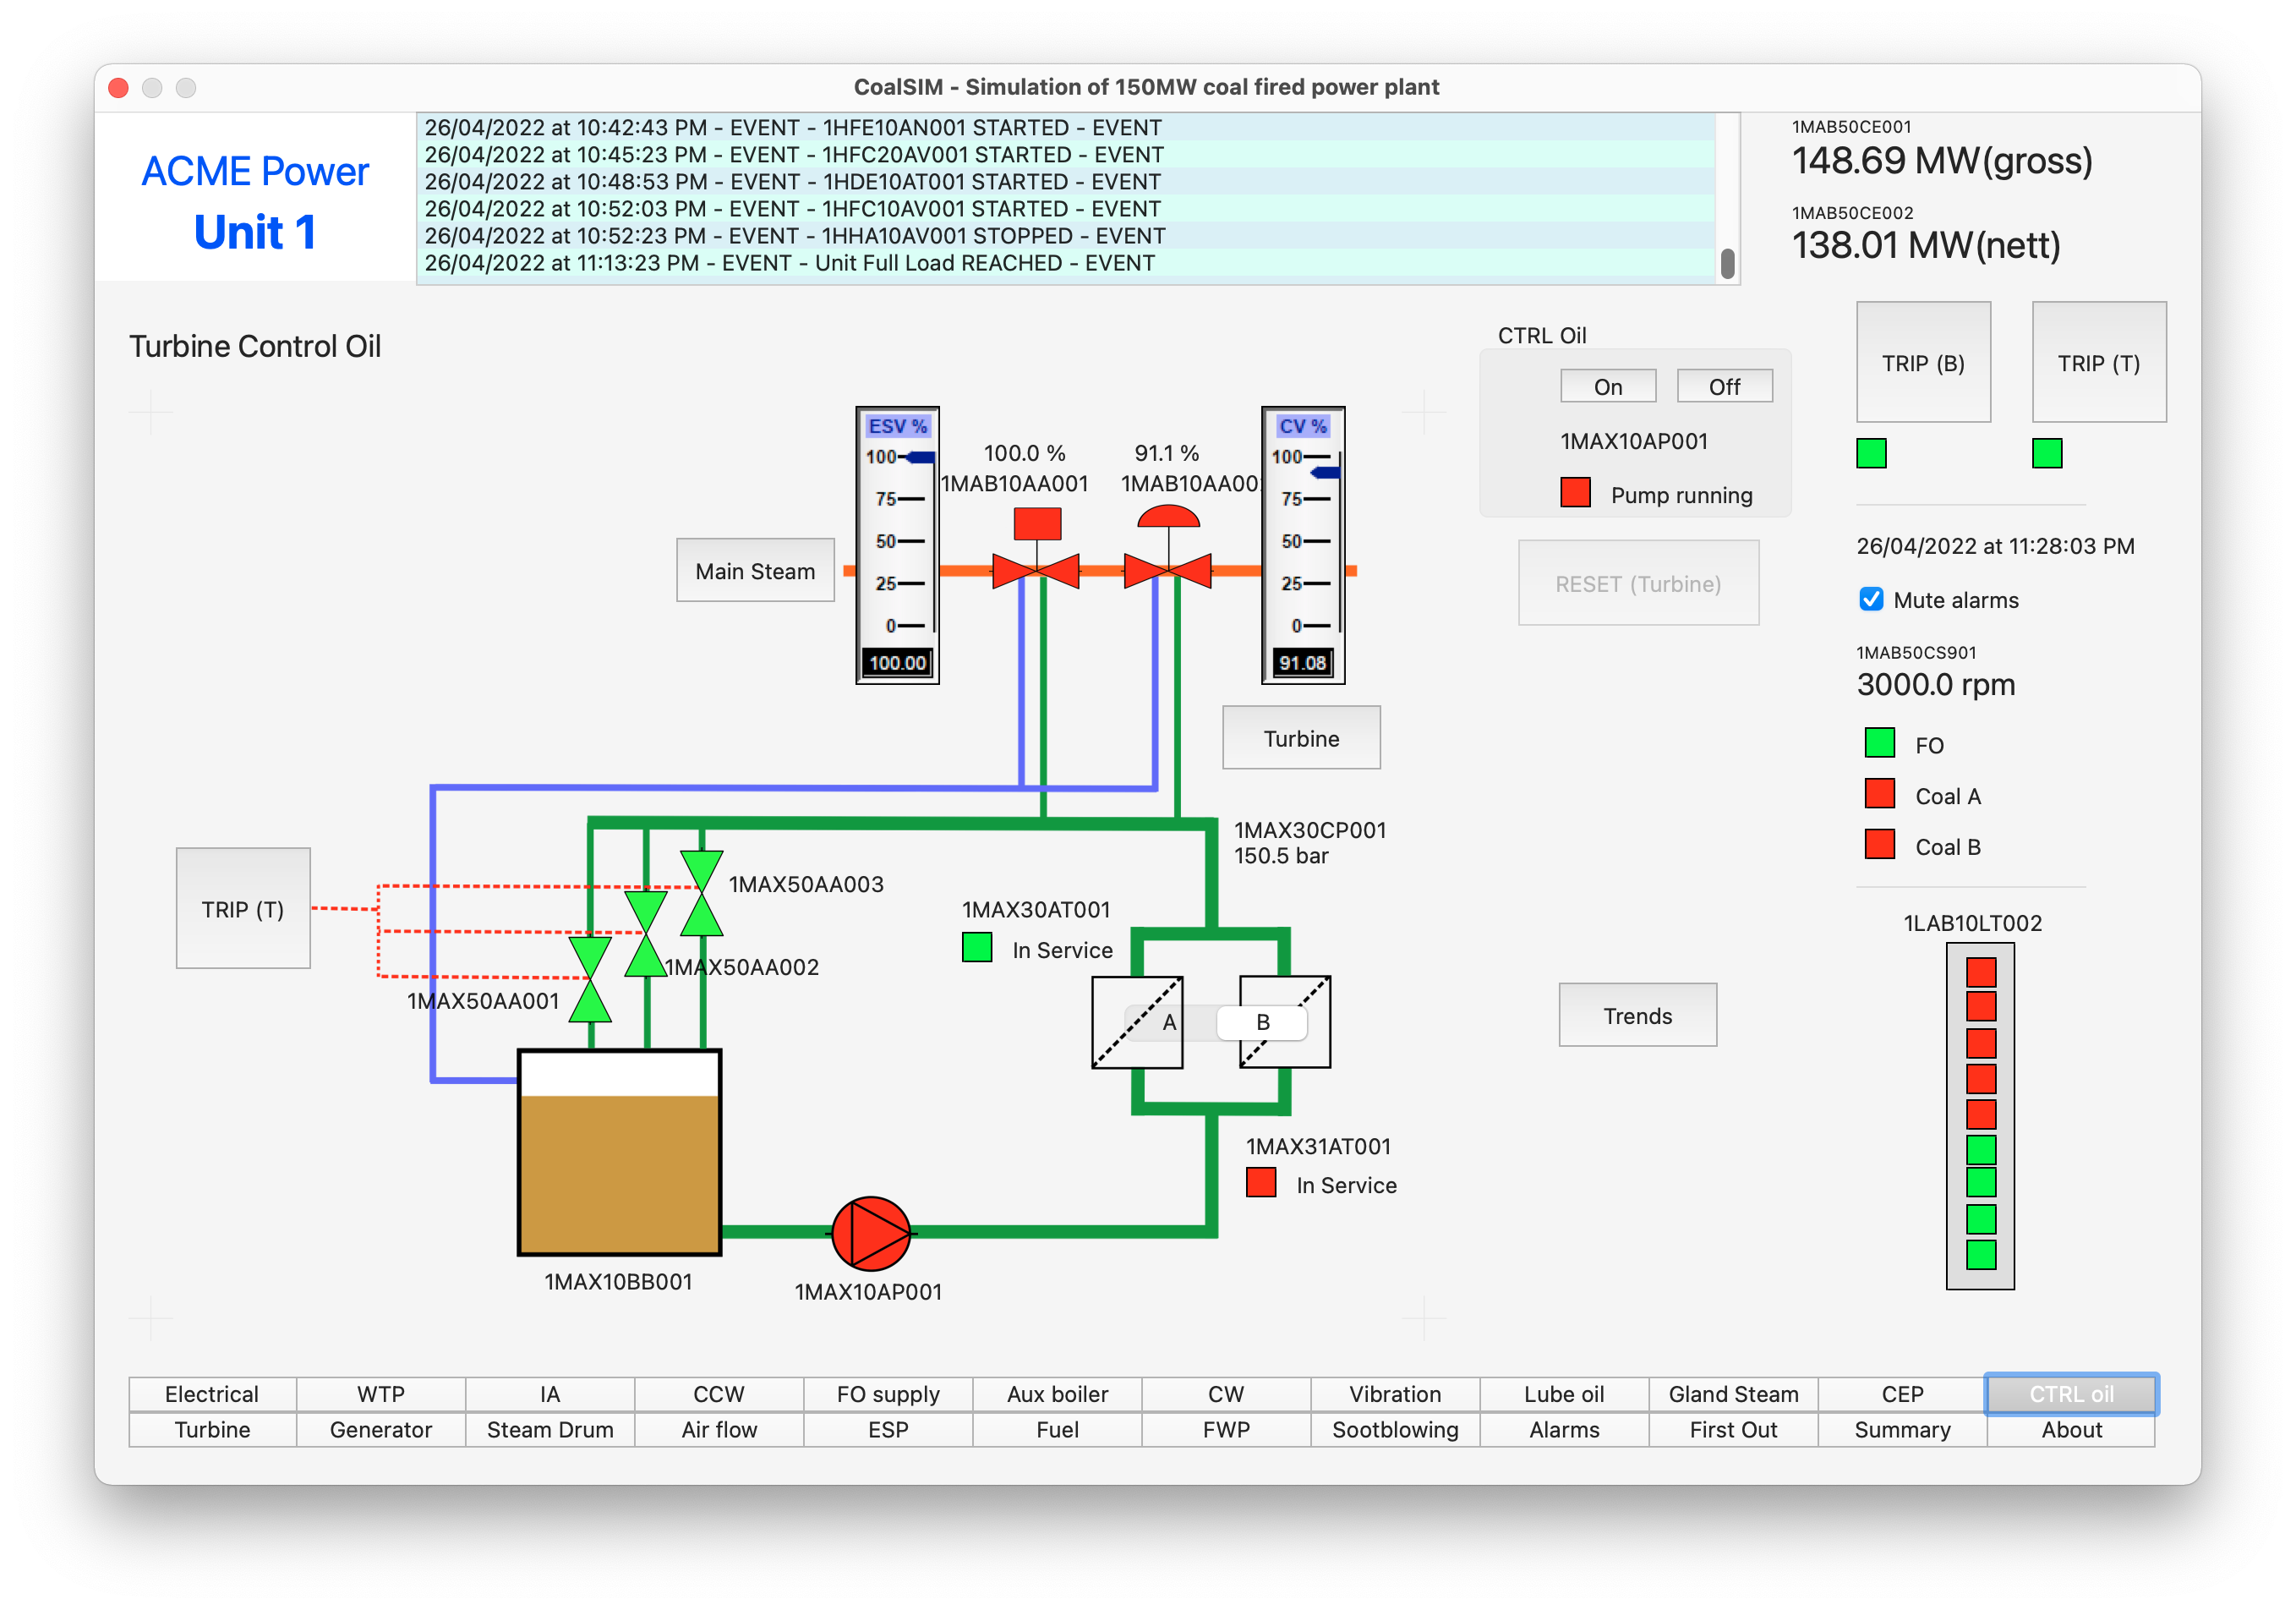 CoalSIM - Simulation of 150MW coal fired power plant
ACME Power
Unit 1
26/04/2022 at 10:42:43 PM - EVENT - 1HFE10AN001 STARTED - EVENT
26/04/2022 at 10:45:23 PM - EVENT - 1HFC20AV001 STARTED - EVENT
26/04/2022 at 10:48:53 PM - EVENT - 1HDE10AT001 STARTED - EVENT
26/04/2022 at 10:52:03 PM - EVENT - 1HFC10AV001 STARTED - EVENT
26/04/2022 at 10:52:23 PM - EVENT - 1HHA10AV001 STOPPED - EVENT
26/04/2022 at 11:13:23 PM - EVENT - Unit Full Load REACHED - EVENT
1MAB50CE001
148.69 MW(gross)
1MAB50CE002
138.01 MW(nett)
Turbine Control Oil
ESV %
100
75
50
25
0
100.00
100.0 %
1MAB10AA001
91.1 %
1MAB10AA00
CV %
100
75
50
25
0
91.08
Main Steam
Turbine
CTRL Oil
On
Off
1MAX10AP001
Pump running
RESET (Turbine)
TRIP (B)
TRIP (T)
26/04/2022 at 11:28:03 PM
Mute alarms
1MAB50CS901
3000.0 rpm
FO
Coal A
Coal B
1LAB10LT002
TRIP (T)
1MAX50AA003
1MAX50AA002
1MAX50AA001
1MAX30CP001
150.5 bar
1MAX30AT001
In Service
A
B
1MAX31AT001
In Service
Trends
1MAX10BB001
1MAX10AP001
Electrical
WTP
IA
CCW
FO supply
Aux boiler
CW
Vibration
Lube oil
Gland Steam
CEP
CTRL oil
Turbine
Generator
Steam Drum
Air flow
ESP
Fuel
FWP
Sootblowing
Alarms
First Out
Summary
About